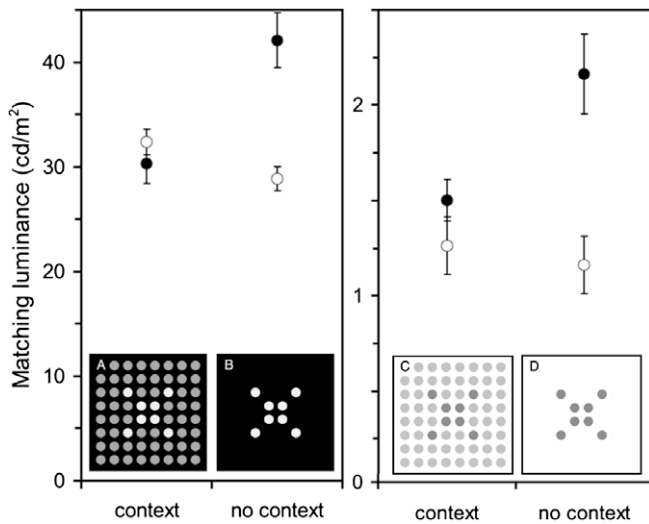 Matching luminance (cd/m²)
40
30
20
10
0
A
B
context
no context
2
1
0
C
D
context
no context